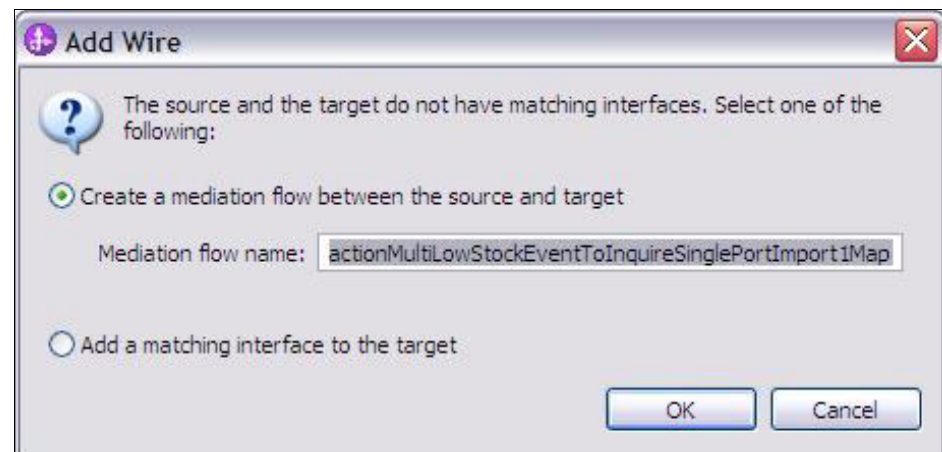 Add Wire
The source and the target do not have matching interfaces. Select one of the
following:
Create a mediation flow between the source and target
Mediation flow name: actionMultiLowStockEventToInquireSinglePortImport1Map
Add a matching interface to the target
OK Cancel